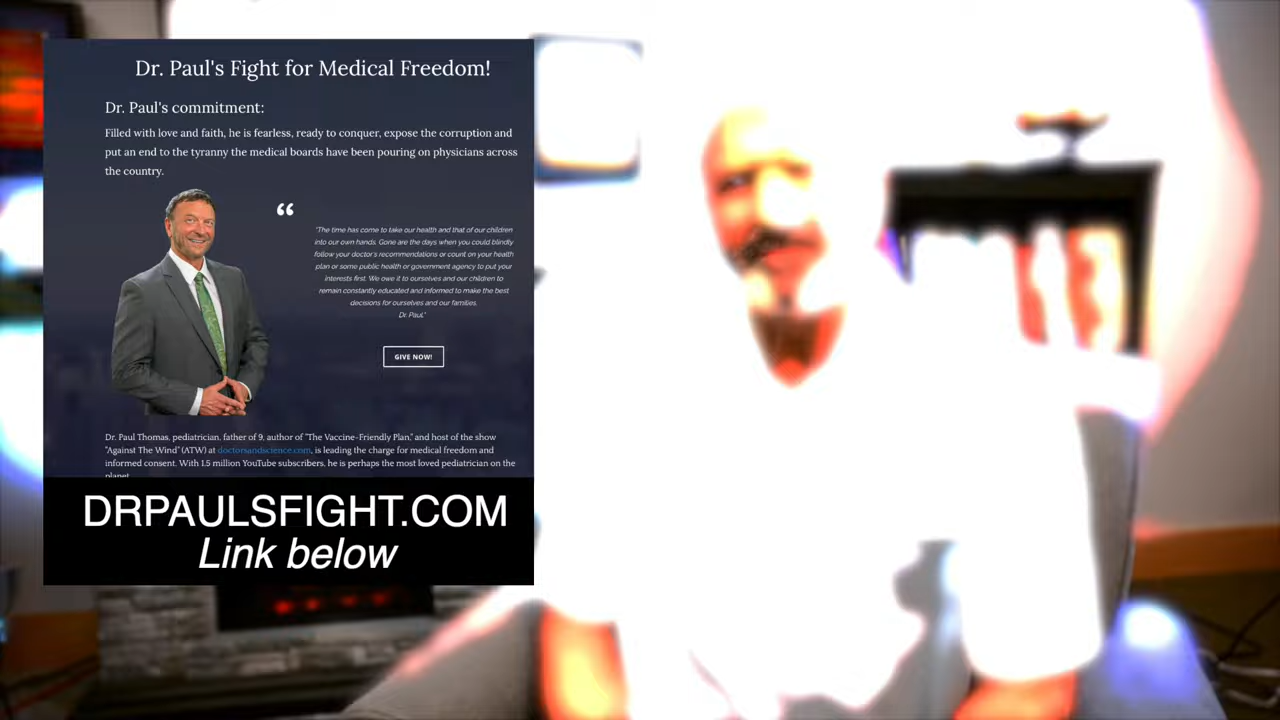 Dr. Paul's Fight for Medical Freedom!
Dr. Paul's commitment:
Filled with love and faith, he is fearless, ready to conquer, expose the corruption and
put an end to the tyranny the medical boards have been pouring on physicians across
the country.
“
"The time has come to take our health and that of our children
into our own hands. Gone are the days when you could blindly
follow your doctor's recommendations or count on your health
plan or some public health or government agency to put your
interests first. We owe it to ourselves and our children to
remain constantly educated and informed to make the best
decisions for ourselves and our families.
Dr. Paul."
GIVE NOW!
Dr. Paul Thomas, pediatrician, father of 9, author of "The Vaccine-Friendly Plan," and host of the show
"Against The Wind" (ATW) at doctorsandscience.com, is leading the charge for medical freedom and
informed consent. With 1.5 million YouTube subscribers, he is perhaps the most loved pediatrician on the
planet.
DRPAULSFIGHT.COM
Link below